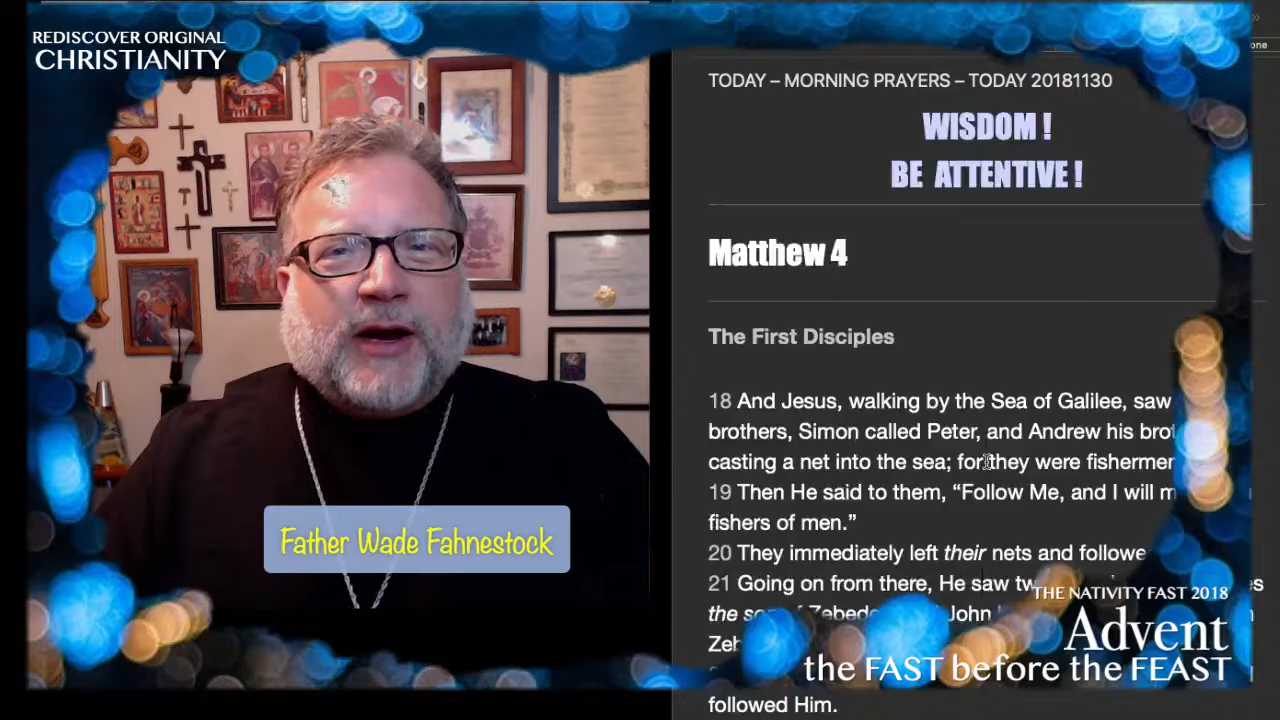 REDISCOVER ORIGINAL
CHRISTIANITY
TODAY – MORNING PRAYERS – TODAY 20181130
WISDOM !
BE ATTENTIVE !
Matthew 4
The First Disciples
18 And Jesus, walking by the Sea of Galilee, saw
brothers, Simon called Peter, and Andrew his
casting a net into the sea; for they were
19 Then He said to them, “Follow Me, and I will
fishers of men.”
20 They immediately left their nets and
21 Going on from there, He saw
the
John
followed Him.
Father Wade Fahnestock
THE NATIVITY FAST 2018
Advent
the FAST before the FEAST